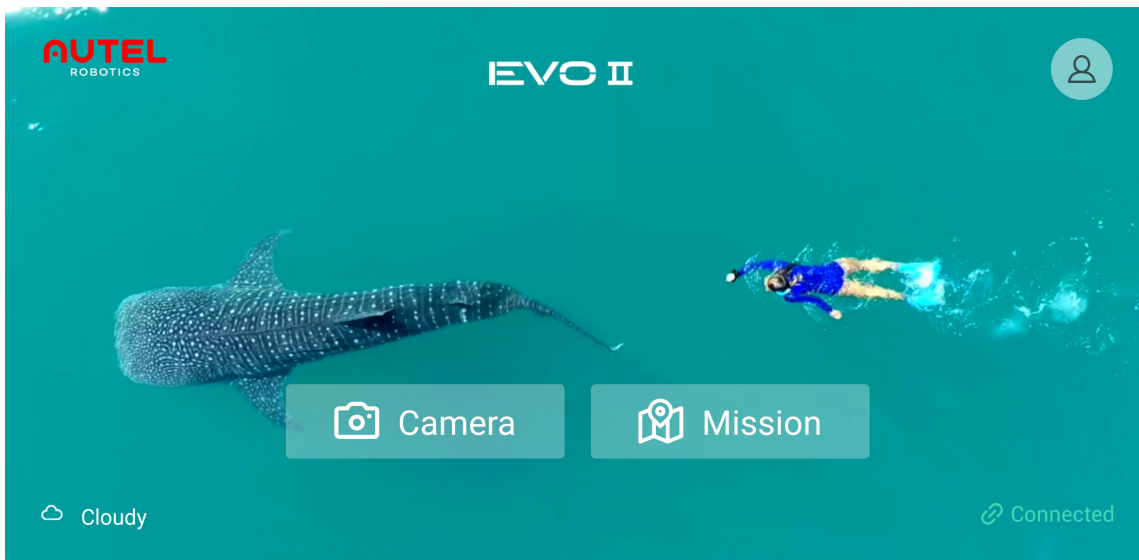 AUTEL
ROBOTICS
EVO II
Camera
Mission
Cloudy
Connected